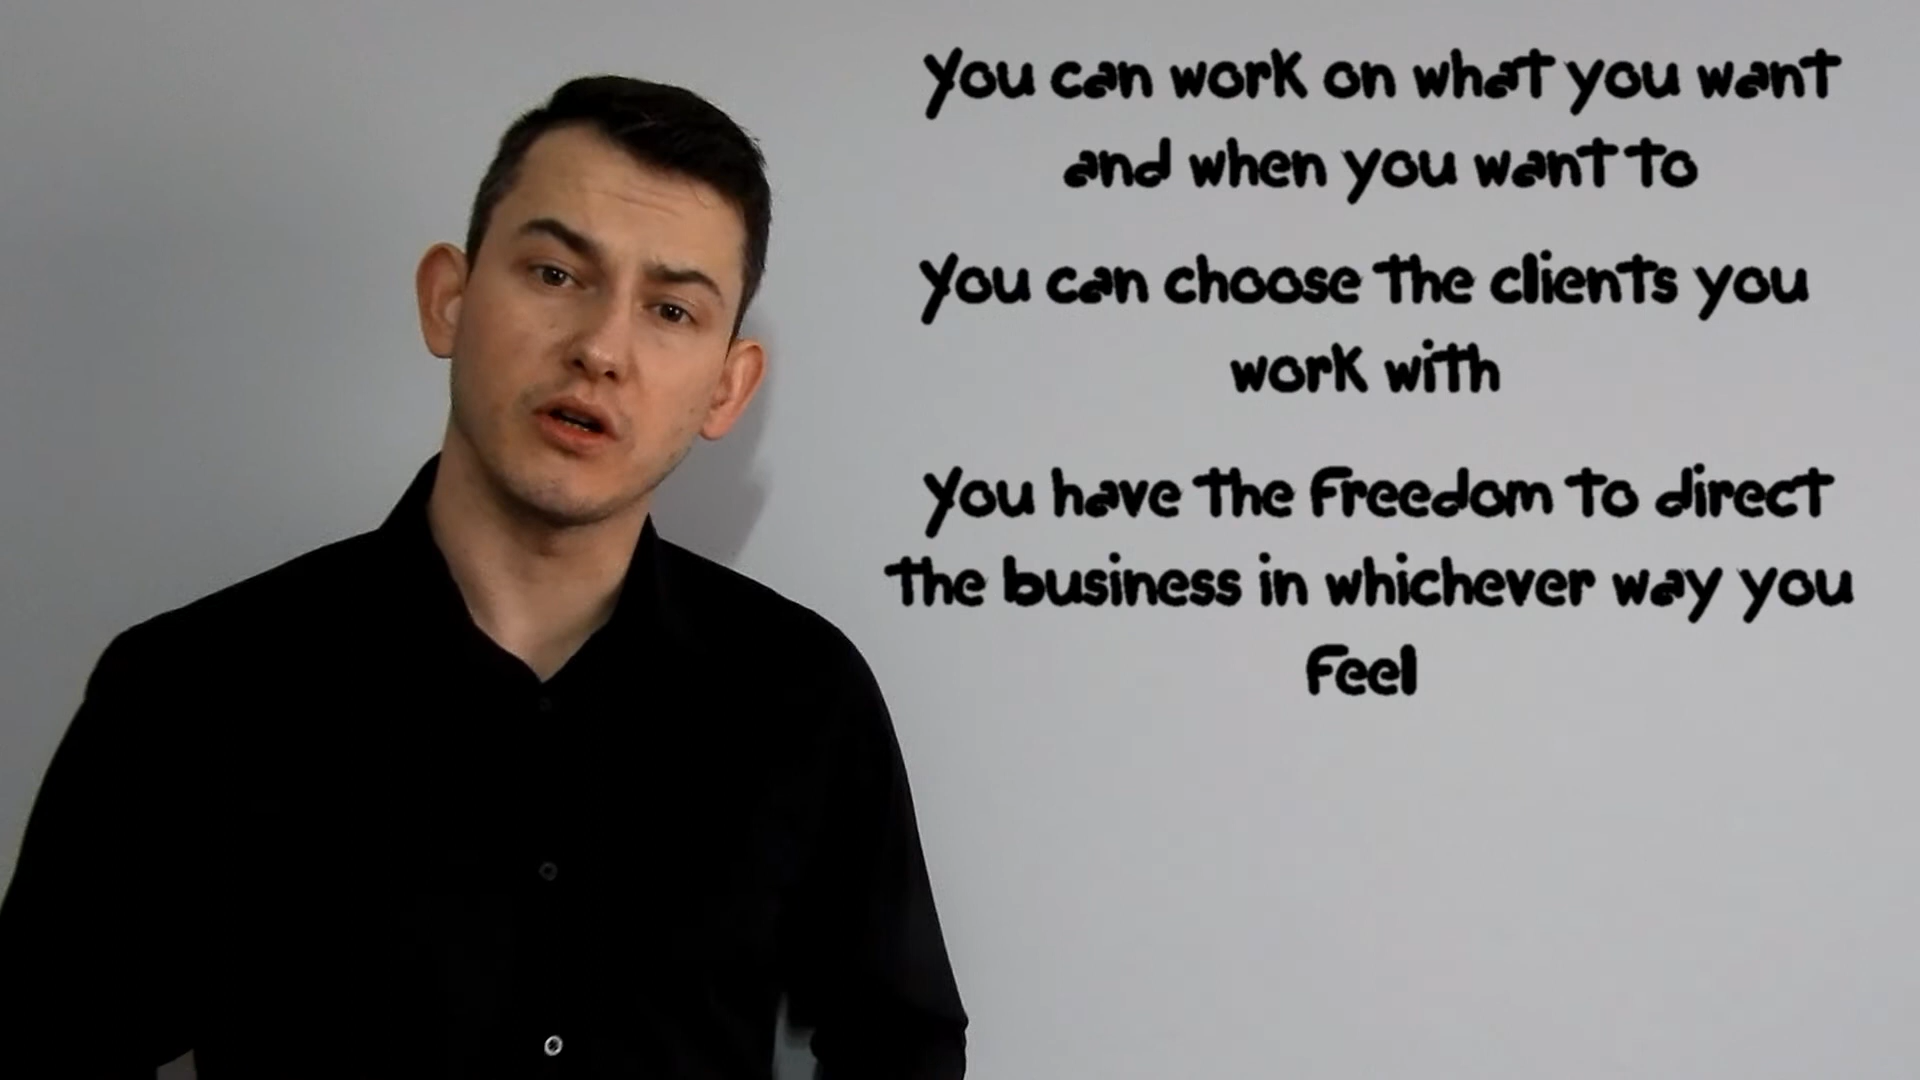 You can work on what you want
and when you want to
You can choose the clients you
work with
You have the freedom to direct
the business in whichever way you
feel